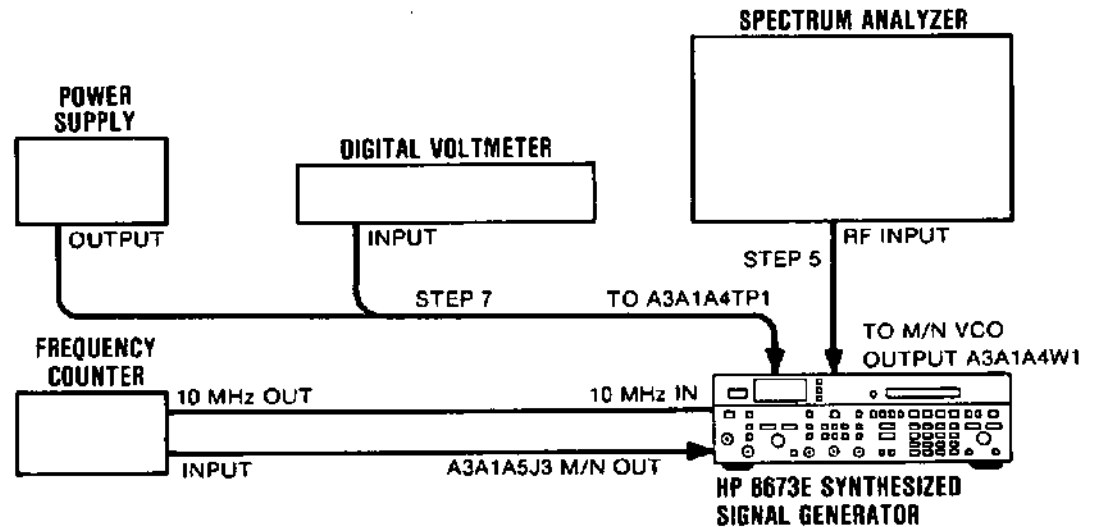 SPECTRUM ANALYZER
POWER
SUPPLY
DIGITAL VOLTMETER
OUTPUT
INPUT
RF INPUT
STEP 5
STEP 7
TO A3A1A4TP1
TO M/N VCO
OUTPUT A3A1A4W1
FREQUENCY
COUNTER
10 MHz OUT
10 MHz IN
INPUT
A3A1A5J3 M/N OUT
HP 8673E SYNTHESIZED
SIGNAL GENERATOR